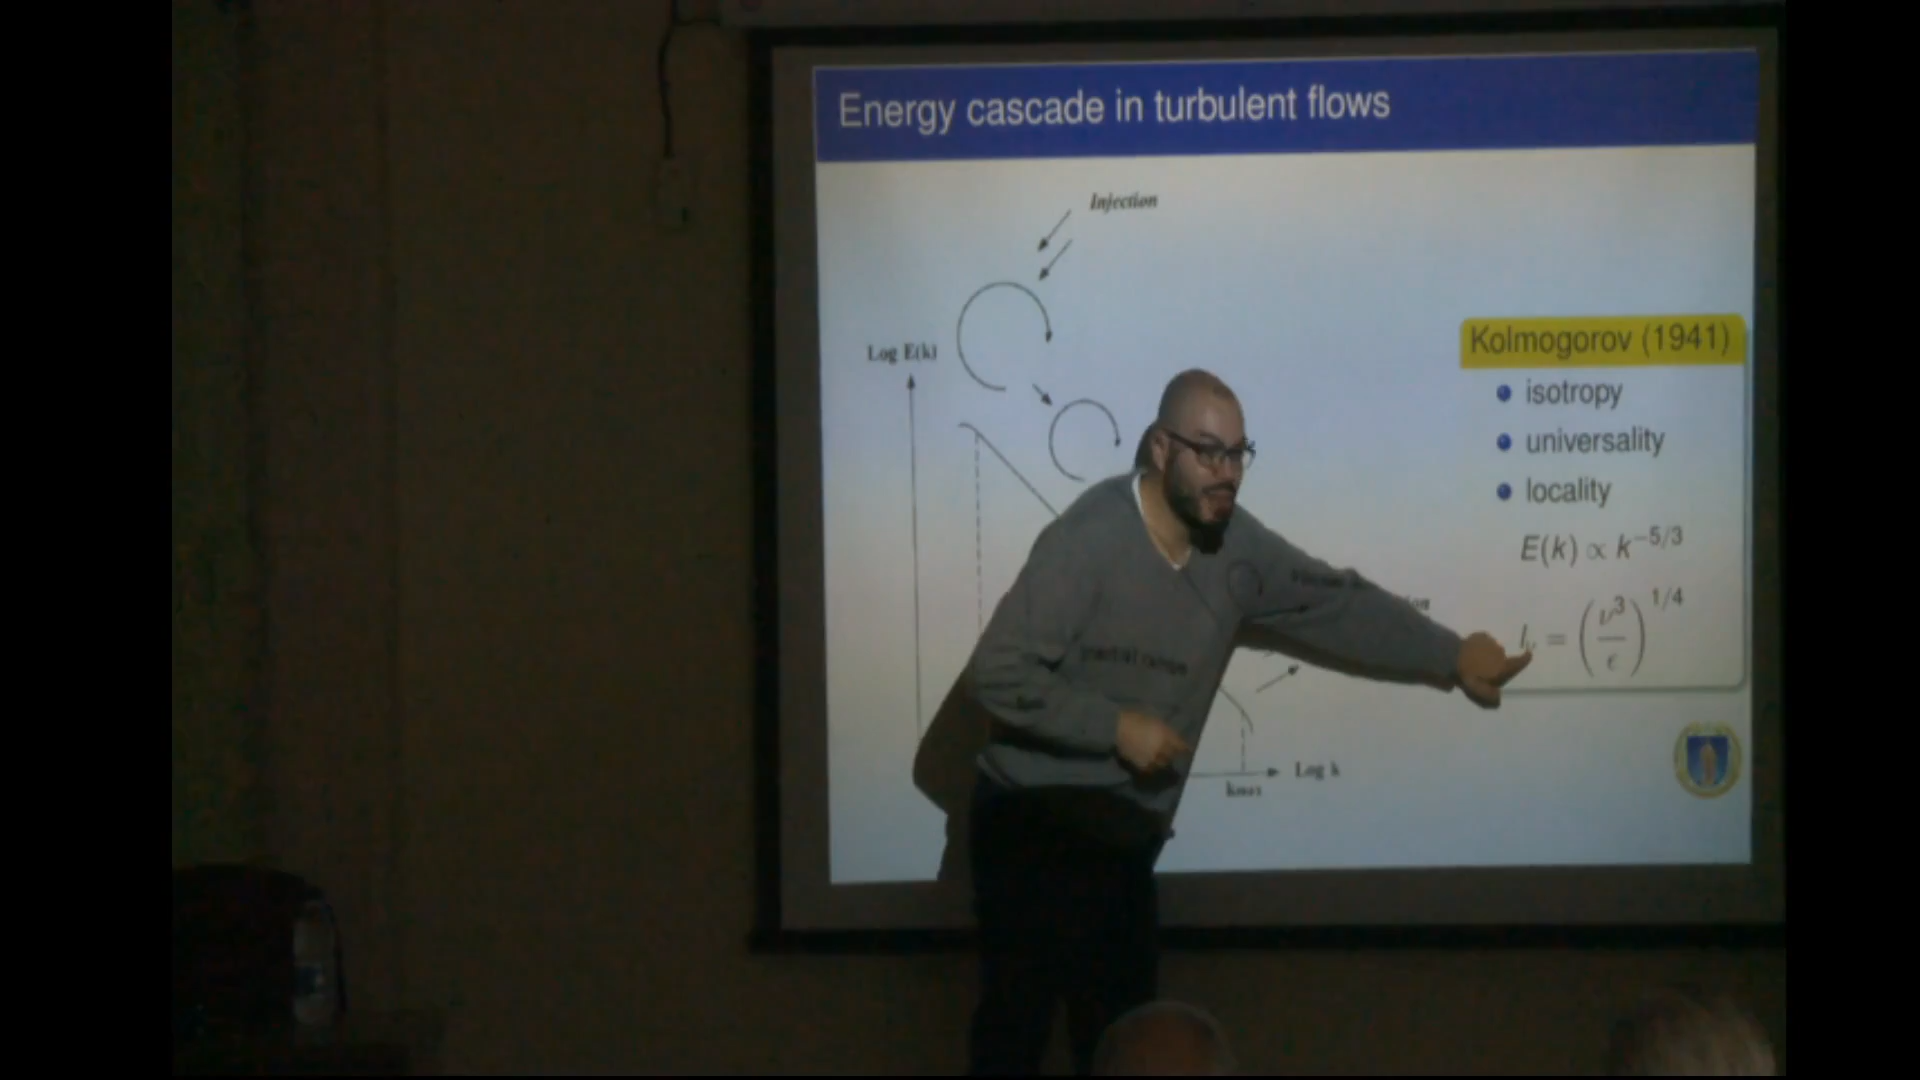 Energy cascade in turbulent flows
Injection
Log E(k)
Kolmogorov (1941)
isotropy
universality
locality
E(k) ∝ k^{-5/3}
l_ν = (ν^3/ϵ)^{1/4}
Inertial range
Log k
kmax